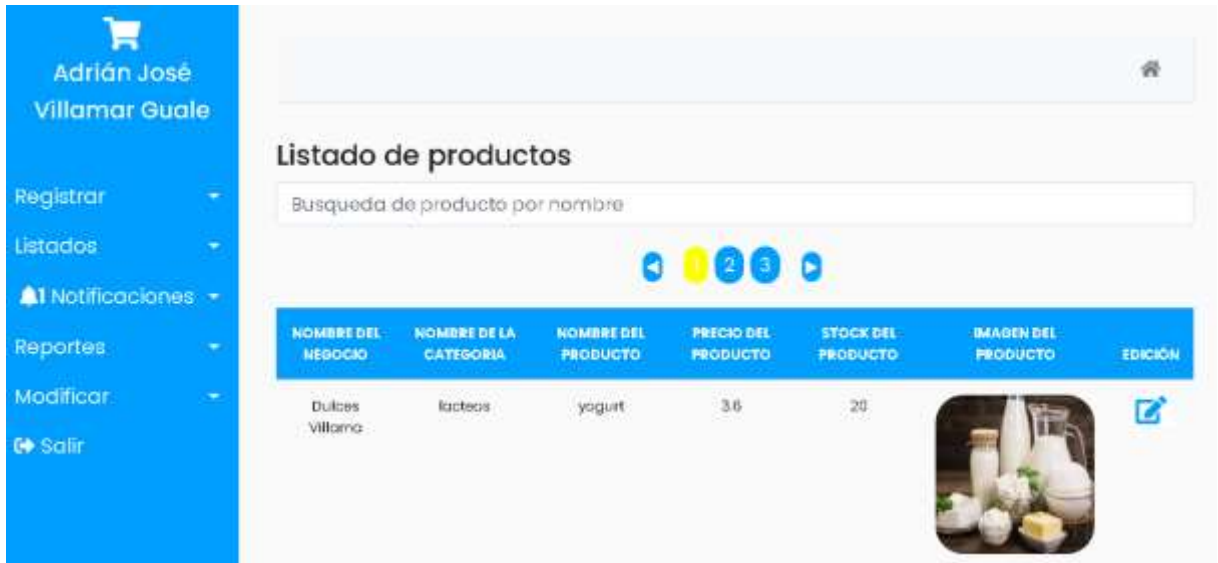 Adrián José
Villamar Guale
Registrar
Listados
1 Notificaciones
Reportes
Modificar
Salir
Listado de productos
Busqueda de producto por nombre
1 2 3
NOMBRE DEL NEGOCIO NOMBRE DE LA CATEGORIA NOMBRE DEL PRODUCTO PRECIO DEL PRODUCTO STOCK DEL PRODUCTO IMAGEN DEL PRODUCTO EDICIÓN
Dulces Villama lacteos yogurt 3.6 20